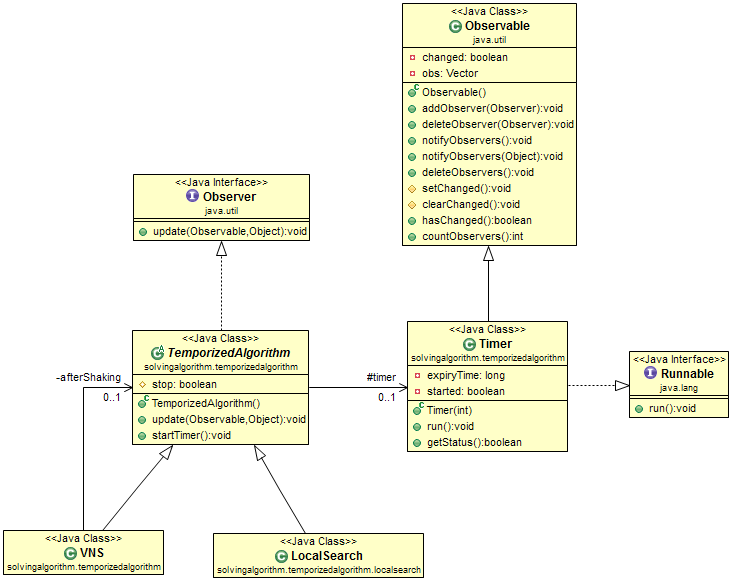 <<Java Class>>
Observable
java.util
changed: boolean
obs: Vector
Observable()
addObserver(Observer):void
deleteObserver(Observer):void
notifyObservers():void
notifyObservers(Object):void
deleteObservers():void
setChanged():void
clearChanged():void
hasChanged():boolean
countObservers():int
<<Java Interface>>
Observer
java.util
update(Observable,Object):void
<<Java Class>>
TemporizedAlgorithm
solvingalgorithm.temporizedalgorithm
stop: boolean
TemporizedAlgorithm()
update(Observable,Object):void
startTimer():void
-afterShaking
0..1
#timer
0..1
<<Java Class>>
Timer
solvingalgorithm.temporizedalgorithm
expiryTime: long
started: boolean
Timer(int)
run():void
getStatus():boolean
<<Java Interface>>
Runnable
java.lang
run():void
<<Java Class>>
VNS
solvingalgorithm.temporizedalgorithm
<<Java Class>>
LocalSearch
solvingalgorithm.temporizedalgorithm.localsearch